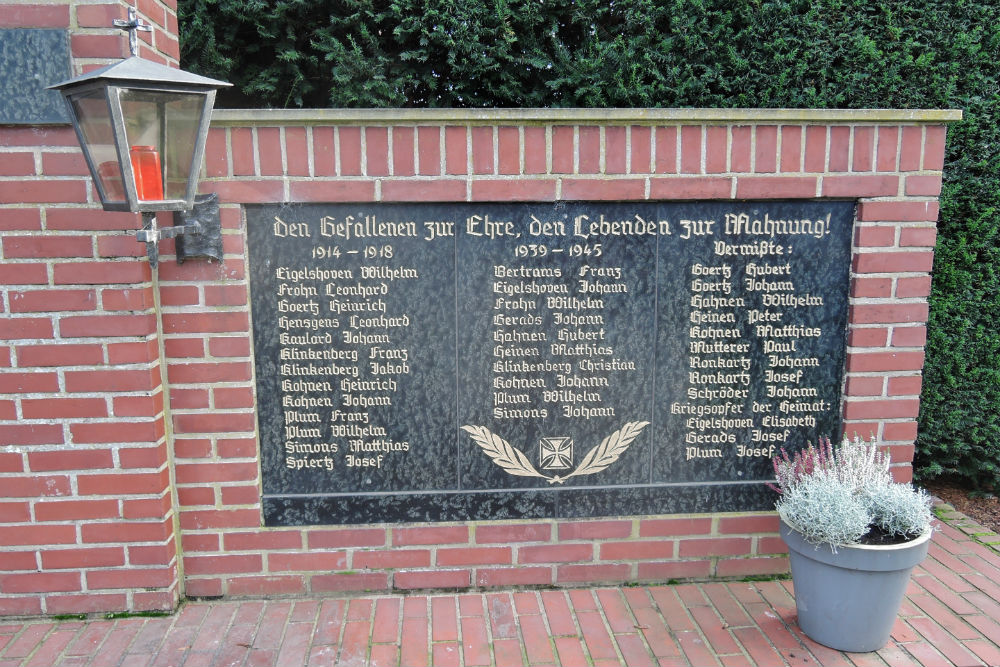 Den Gefallenen zur Ehre, den Lebenden zur Mahnung!
1914 – 1918
Eigelshoven Wilhelm
Frohn Leonhard
Goertz Heinrich
Hensgens Leonhard
Kaulard Johann
Klinkenberg Franz
Klinkenberg Jakob
Kohnen Heinrich
Kohnen Johann
Plum Franz
Plum Wilhelm
Simons Matthias
Spiertz Josef
1939 – 1945
Bertrams Franz
Eigelshoven Johann
Frohn Wilhelm
Gerads Johann
Hahnen Hubert
Heinen Matthias
Klinkenberg Christian
Kohnen Johann
Plum Wilhelm
Simons Johann
Vermißte:
Goertz Hubert
Goertz Johann
Hahnen Wilhelm
Heinen Peter
Kohnen Matthias
Mutterer Paul
Ronkartz Johann
Ronkartz Josef
Schröder Johann
Kriegsopfer der Heimat:
Eigelshoven Elisabeth
Gerads Josef
Plum Josef